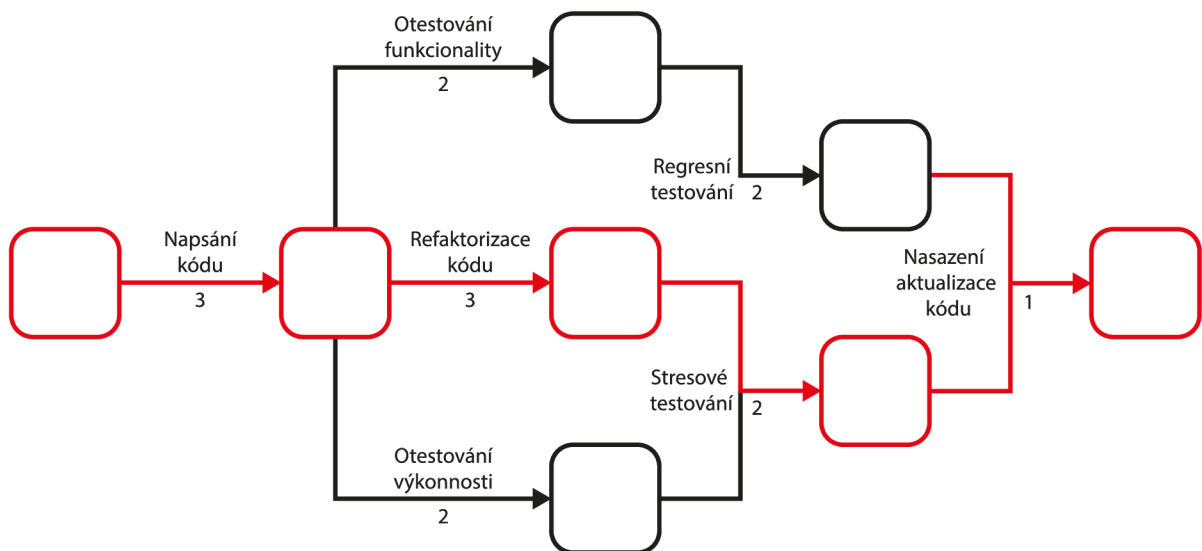 Otestování
funkcionality
2
Regresní
testování
2
Napsání
kódu
3
Refaktorizace
kódu
3
Nasazení
aktualizace
kódu
1
Stresové
testování
2
Otestování
výkonnosti
2